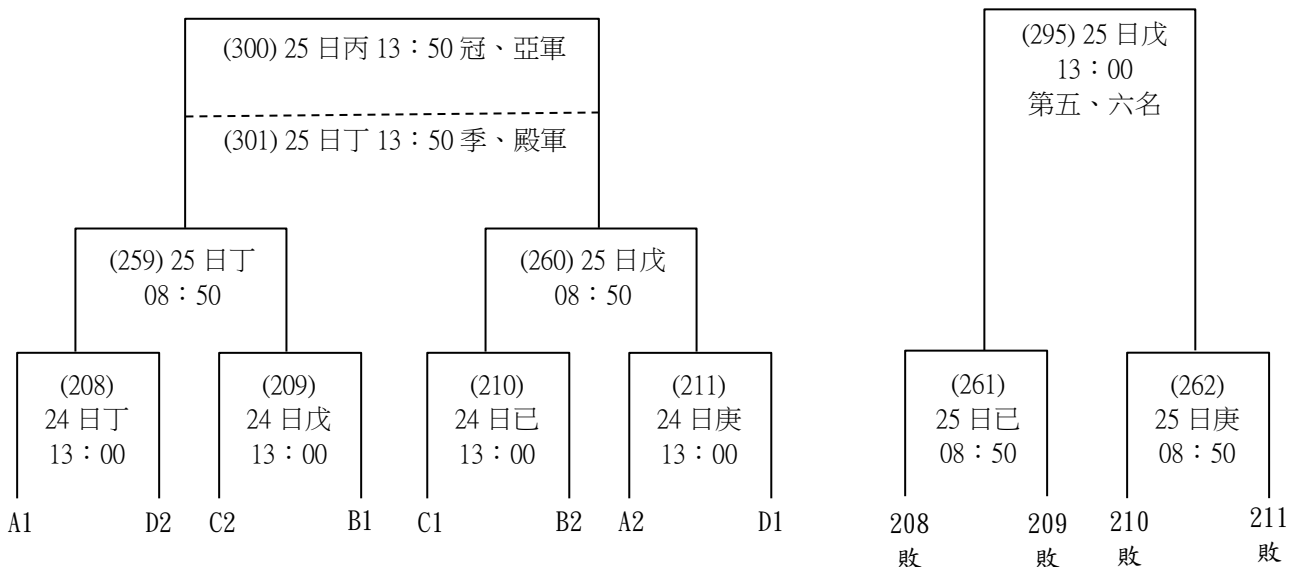 (300) 25 日丙 13：50 冠、亞軍
(301) 25 日丁 13：50 季、殿軍
(259) 25 日丁
08：50
(260) 25 日戊
08：50
(208)
24 日丁
13：00
(209)
24 日戊
13：00
(210)
24 日已
13：00
(211)
24 日庚
13：00
A1
D2
C2
B1
C1
B2
A2
D1
(295) 25 日戊
13：00
第五、六名
(261)
25 日已
08：50
(262)
25 日庚
08：50
208
敗
209
敗
210
敗
211
敗